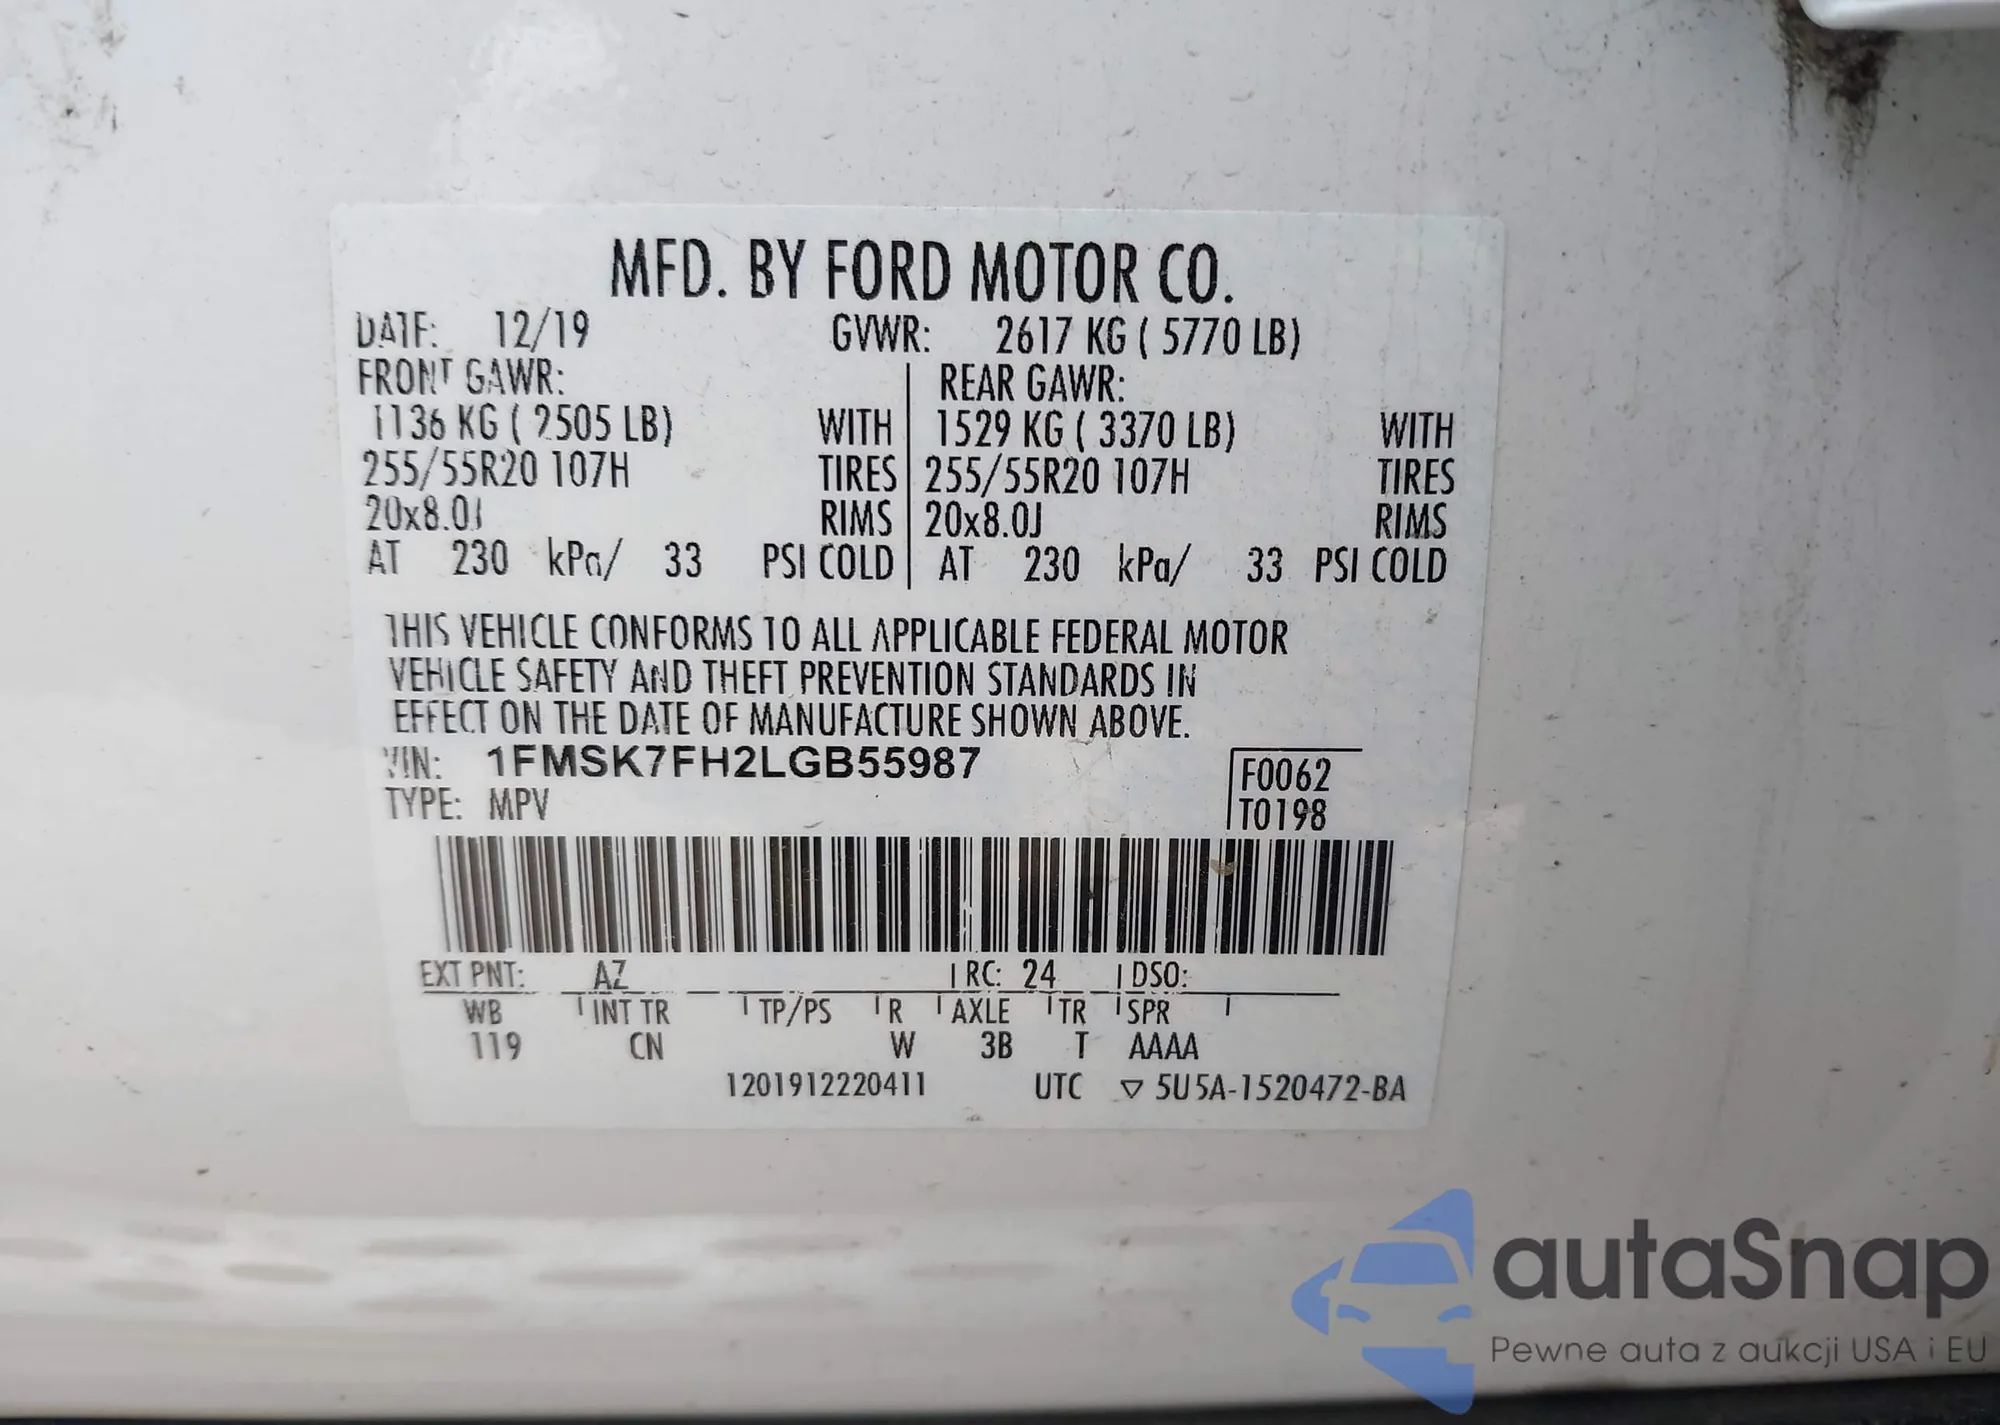 MFD. BY FORD MOTOR CO.
DATE: 12/19 GVWR: 2617 KG ( 5770 LB)
FRONT GAWR: REAR GAWR:
1136 KG ( 2505 LB) WITH 1529 KG ( 3370 LB) WITH
255/55R20 107H TIRES 255/55R20 107H TIRES
20x8.0J RIMS 20x8.0J RIMS
AT 230 kPa/ 33 PSI COLD AT 230 kPa/ 33 PSI COLD
THIS VEHICLE CONFORMS TO ALL APPLICABLE FEDERAL MOTOR
VEHICLE SAFETY AND THEFT PREVENTION STANDARDS IN
EFFECT ON THE DATE OF MANUFACTURE SHOWN ABOVE.
VIN: 1FMSK7FH2LGB55987 F0062
TYPE: MPV T0198
EXT PNT: AZ RC: 24 DSO:
WB INT TR TP/PS R AXLE TR SPR
119 CN W 3B T AAAA
1201912220411 UTC ▽ 5U5A-1520472-BA
autaSnap
Pewne auta z aukcji USA i EU